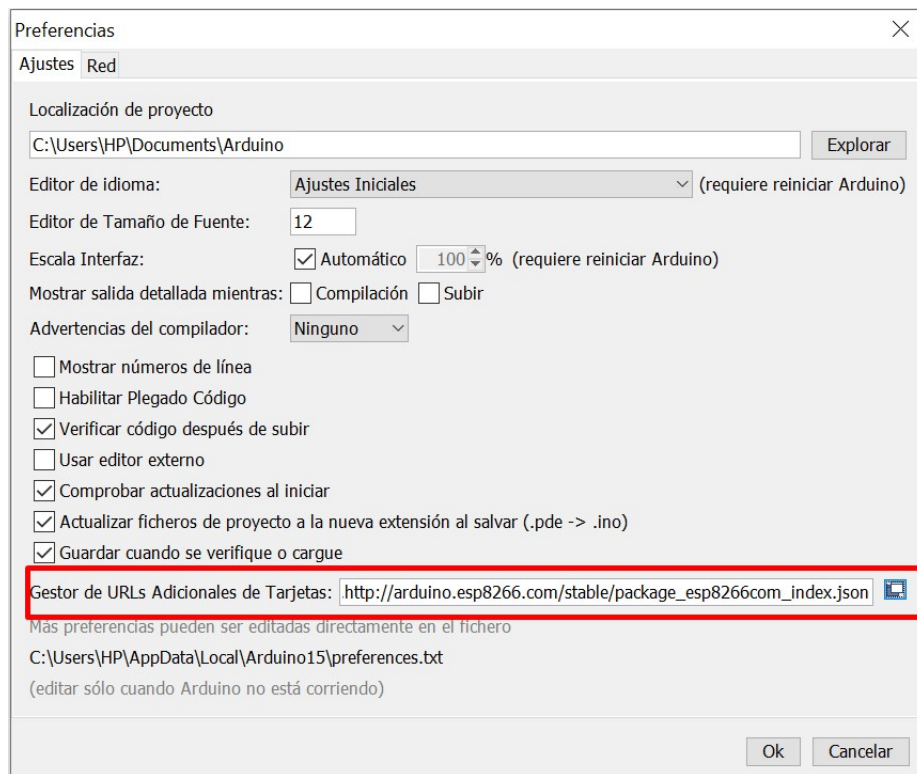 Preferencias
Ajustes Red
Localización de proyecto
C:\Users\HP\Documents\Arduino Explorar
Editor de idioma: Ajustes Iniciales (requiere reiniciar Arduino)
Editor de Tamaño de Fuente: 12
Escala Interfaz: Automático 100 % (requiere reiniciar Arduino)
Mostrar salida detallada mientras: Compilación Subir
Advertencias del compilador: Ninguno
Mostrar números de línea
Habilitar Plegado Código
Verificar código después de subir
Usar editor externo
Comprobar actualizaciones al iniciar
Actualizar ficheros de proyecto a la nueva extensión al salvar (.pde -> .ino)
Guardar cuando se verifique o cargue
Gestor de URLs Adicionales de Tarjetas: .http://arduino.esp8266.com/stable/package_esp8266com_index.json
Más preferencias pueden ser editadas directamente en el fichero
C:\Users\HP\AppData\Local\Arduino15\preferences.txt
(editar sólo cuando Arduino no está corriendo)
Ok Cancelar